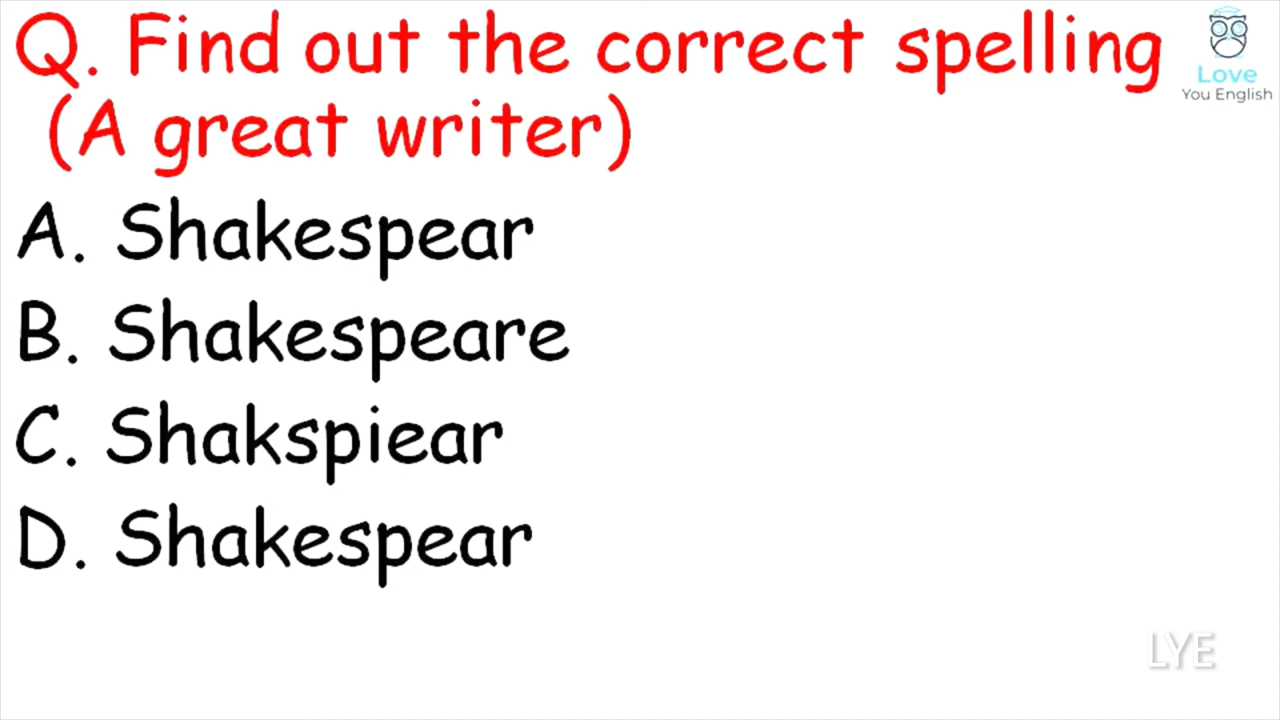 Q. Find out the correct spelling
(A great writer)
Love
You English
A. Shakespear
B. Shakespeare
C. Shakspiear
D. Shakespear
LYE